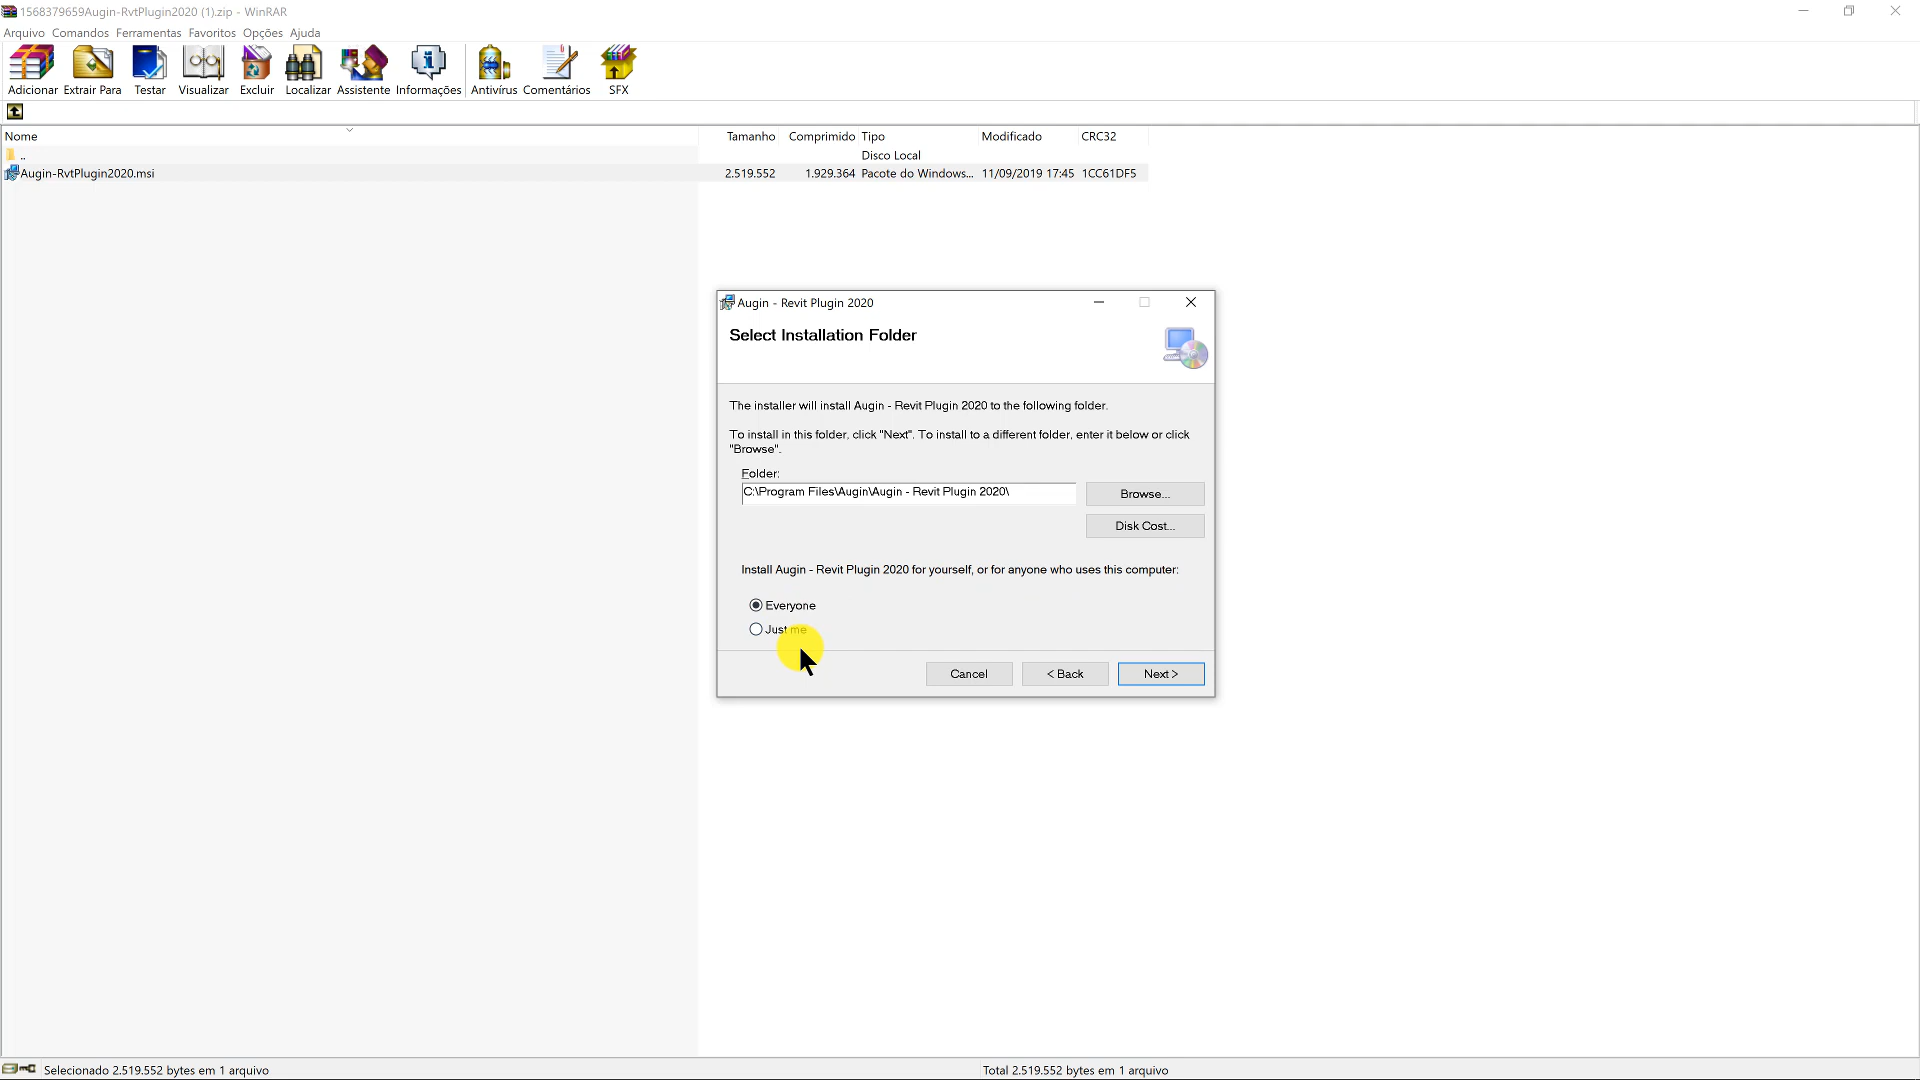 1568379659Augin-RvtPlugin2020 (1).zip - WinRAR
Arquivo Comandos Ferramentas Favoritos Opções Ajuda
Adicionar Extrair Para Testar Visualizar Excluir Localizar Assistente Informações Antivírus Comentários SFX
Nome Tamanho Comprimido Tipo Modificado CRC32
.. Disco Local
Augin-RvtPlugin2020.msi 2.519.552 1.929.364 Pacote do Windows... 11/09/2019 17:45 1CC61DF5
Augin - Revit Plugin 2020
Select Installation Folder
The installer will install Augin - Revit Plugin 2020 to the following folder.
To install in this folder, click "Next". To install to a different folder, enter it below or click
"Browse".
Folder:
C:\Program Files\Augin\Augin - Revit Plugin 2020\ Browse...
Disk Cost...
Install Augin - Revit Plugin 2020 for yourself, or for anyone who uses this computer:
Everyone
Just me
Cancel < Back Next >
Selecionado 2.519.552 bytes em 1 arquivo Total 2.519.552 bytes em 1 arquivo